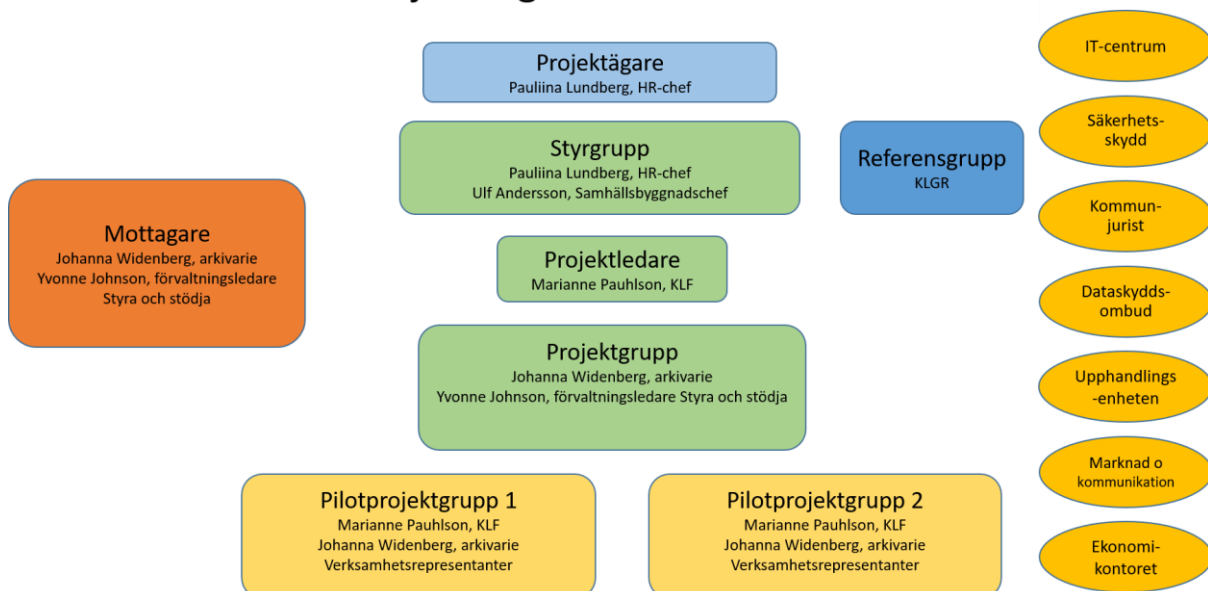 Projektägare
Pauliina Lundberg, HR-chef
Styrgrupp
Pauliina Lundberg, HR-chef
Ulf Andersson, Samhällsbyggnadschef
Referensgrupp
KLGR
Mottagare
Johanna Widenberg, arkivarie
Yvonne Johnson, förvaltningsledare
Styra och stödja
Projektledare
Marianne Pauhlson, KLF
Projektgrupp
Johanna Widenberg, arkivarie
Yvonne Johnson, förvaltningsledare Styra och stödja
Pilotprojektgrupp 1
Marianne Pauhlson, KLF
Johanna Widenberg, arkivarie
Verksamhetsrepresentanter
Pilotprojektgrupp 2
Marianne Pauhlson, KLF
Johanna Widenberg, arkivarie
Verksamhetsrepresentanter
IT-centrum
Säkerhets-
skydd
Kommun-
jurist
Dataskydds-
ombud
Upphandlings
-enheten
Marknad o
kommunikation
Ekonomi-
kontoret